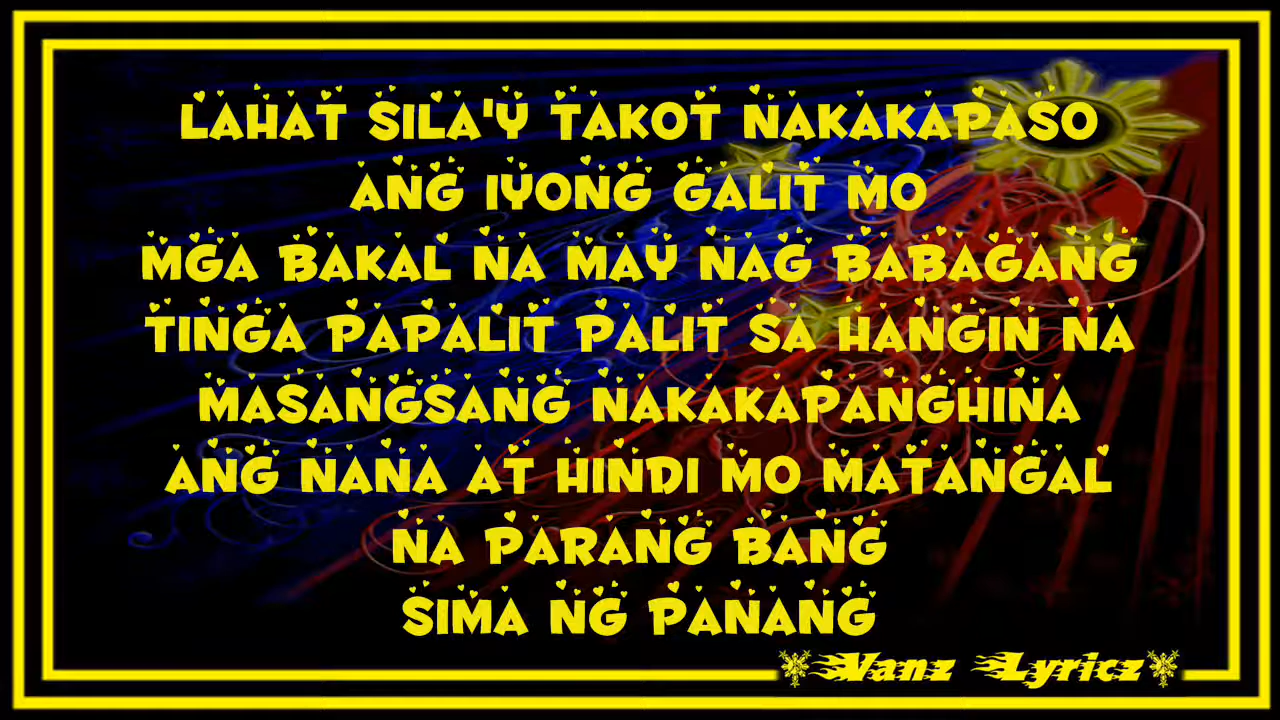 LAHAT SILA'Y TAKOT NAKAKAPASO
ANG IYONG GALIT MO
MGA BAKAL NA MAY NAG BABAGANG
TINGA PAPALIT PALIT SA HANGIN NA
MASANGSANG NAKAKAPANGHINA
ANG NANA AT HINDI MO MATANGAL
NA PARANG BANG
SIMA NG PANANG
Vanz Lyricz